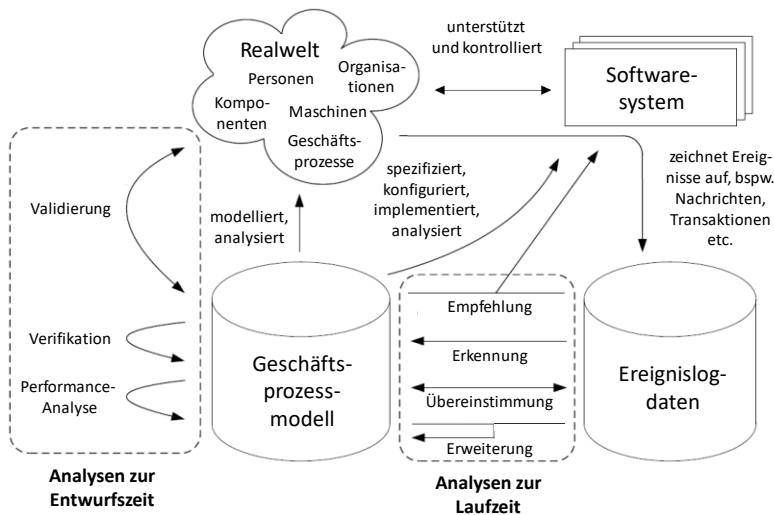 Realwelt
Personen
Organisa-
tionen
Kompo-
nenten
Maschinen
Geschäfts-
prozesse
unterstützt
und kontrolliert
Software-
system
zeichnet Ereig-
nisse auf, bspw.
Nachrichten,
Transaktionen
etc.
spezifiziert,
konfiguriert,
implementiert,
analysiert
modelliert,
analysiert
Validierung
Verifikation
Performance-
Analyse
Geschäfts-
prozess-
modell
Empfehlung
Erkennung
Übereinstimmung
Erweiterung
Ereignislog-
daten
Analysen zur
Entwurfszeit
Analysen zur
Laufzeit